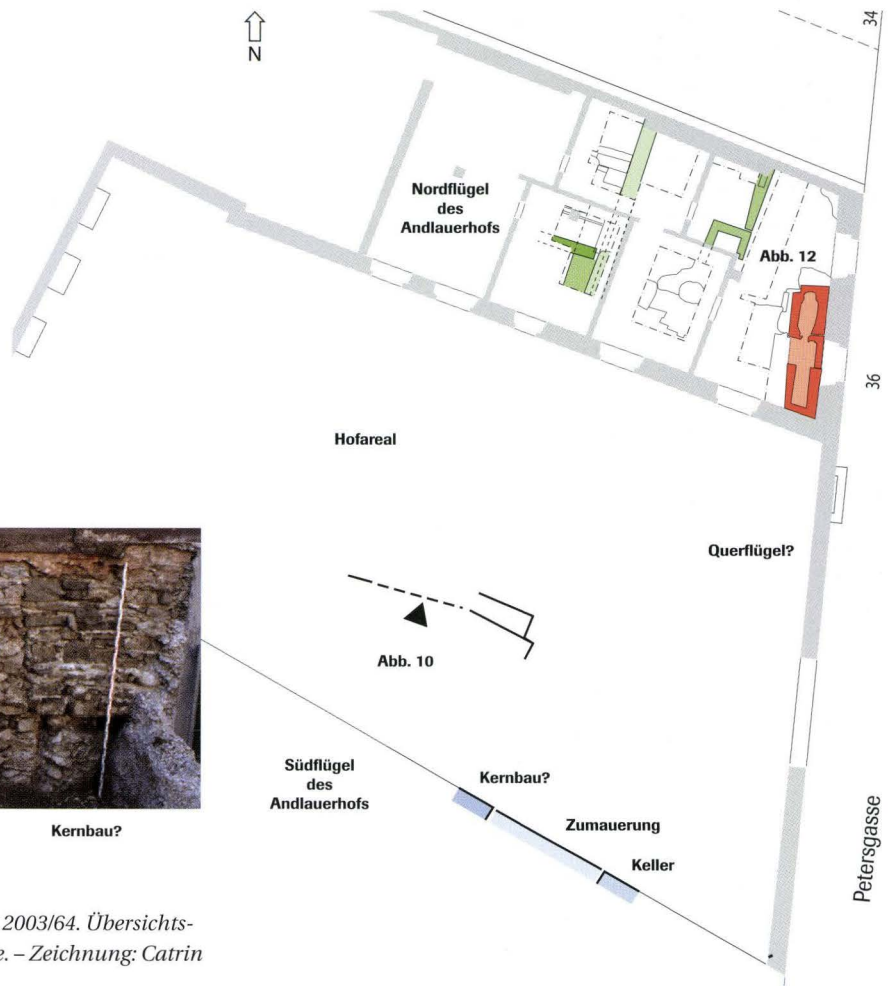 N
34
Nordflügel
des
Andlauerhofs
Abb. 12
36
Hofareal
Querflügel?
Abb. 10
Südflügel
des
Andlauerhofs
Kernbau?
Zumauerung
Keller
Petersgasse
Kernbau?
2003/64. Übersichts-
e. – Zeichnung: Catrin